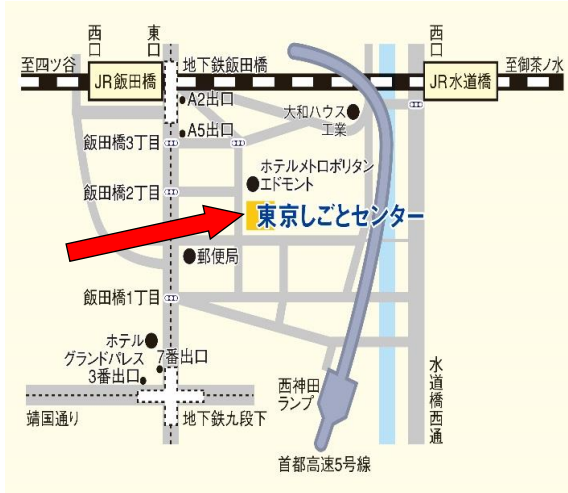 西口
東口
西口
至四ツ谷
JR飯田橋
地下鉄飯田橋
JR水道橋
至御茶ノ水
A2出口
A5出口
大和ハウス
工業
飯田橋3丁目
ホテルメトロポリタン
エドモント
飯田橋2丁目
東京しごとセンター
郵便局
飯田橋1丁目
ホテル
グランドパレス
7番出口
3番出口
西神田
ランプ
水道橋西通
靖国通り
地下鉄九段下
首都高速5号線